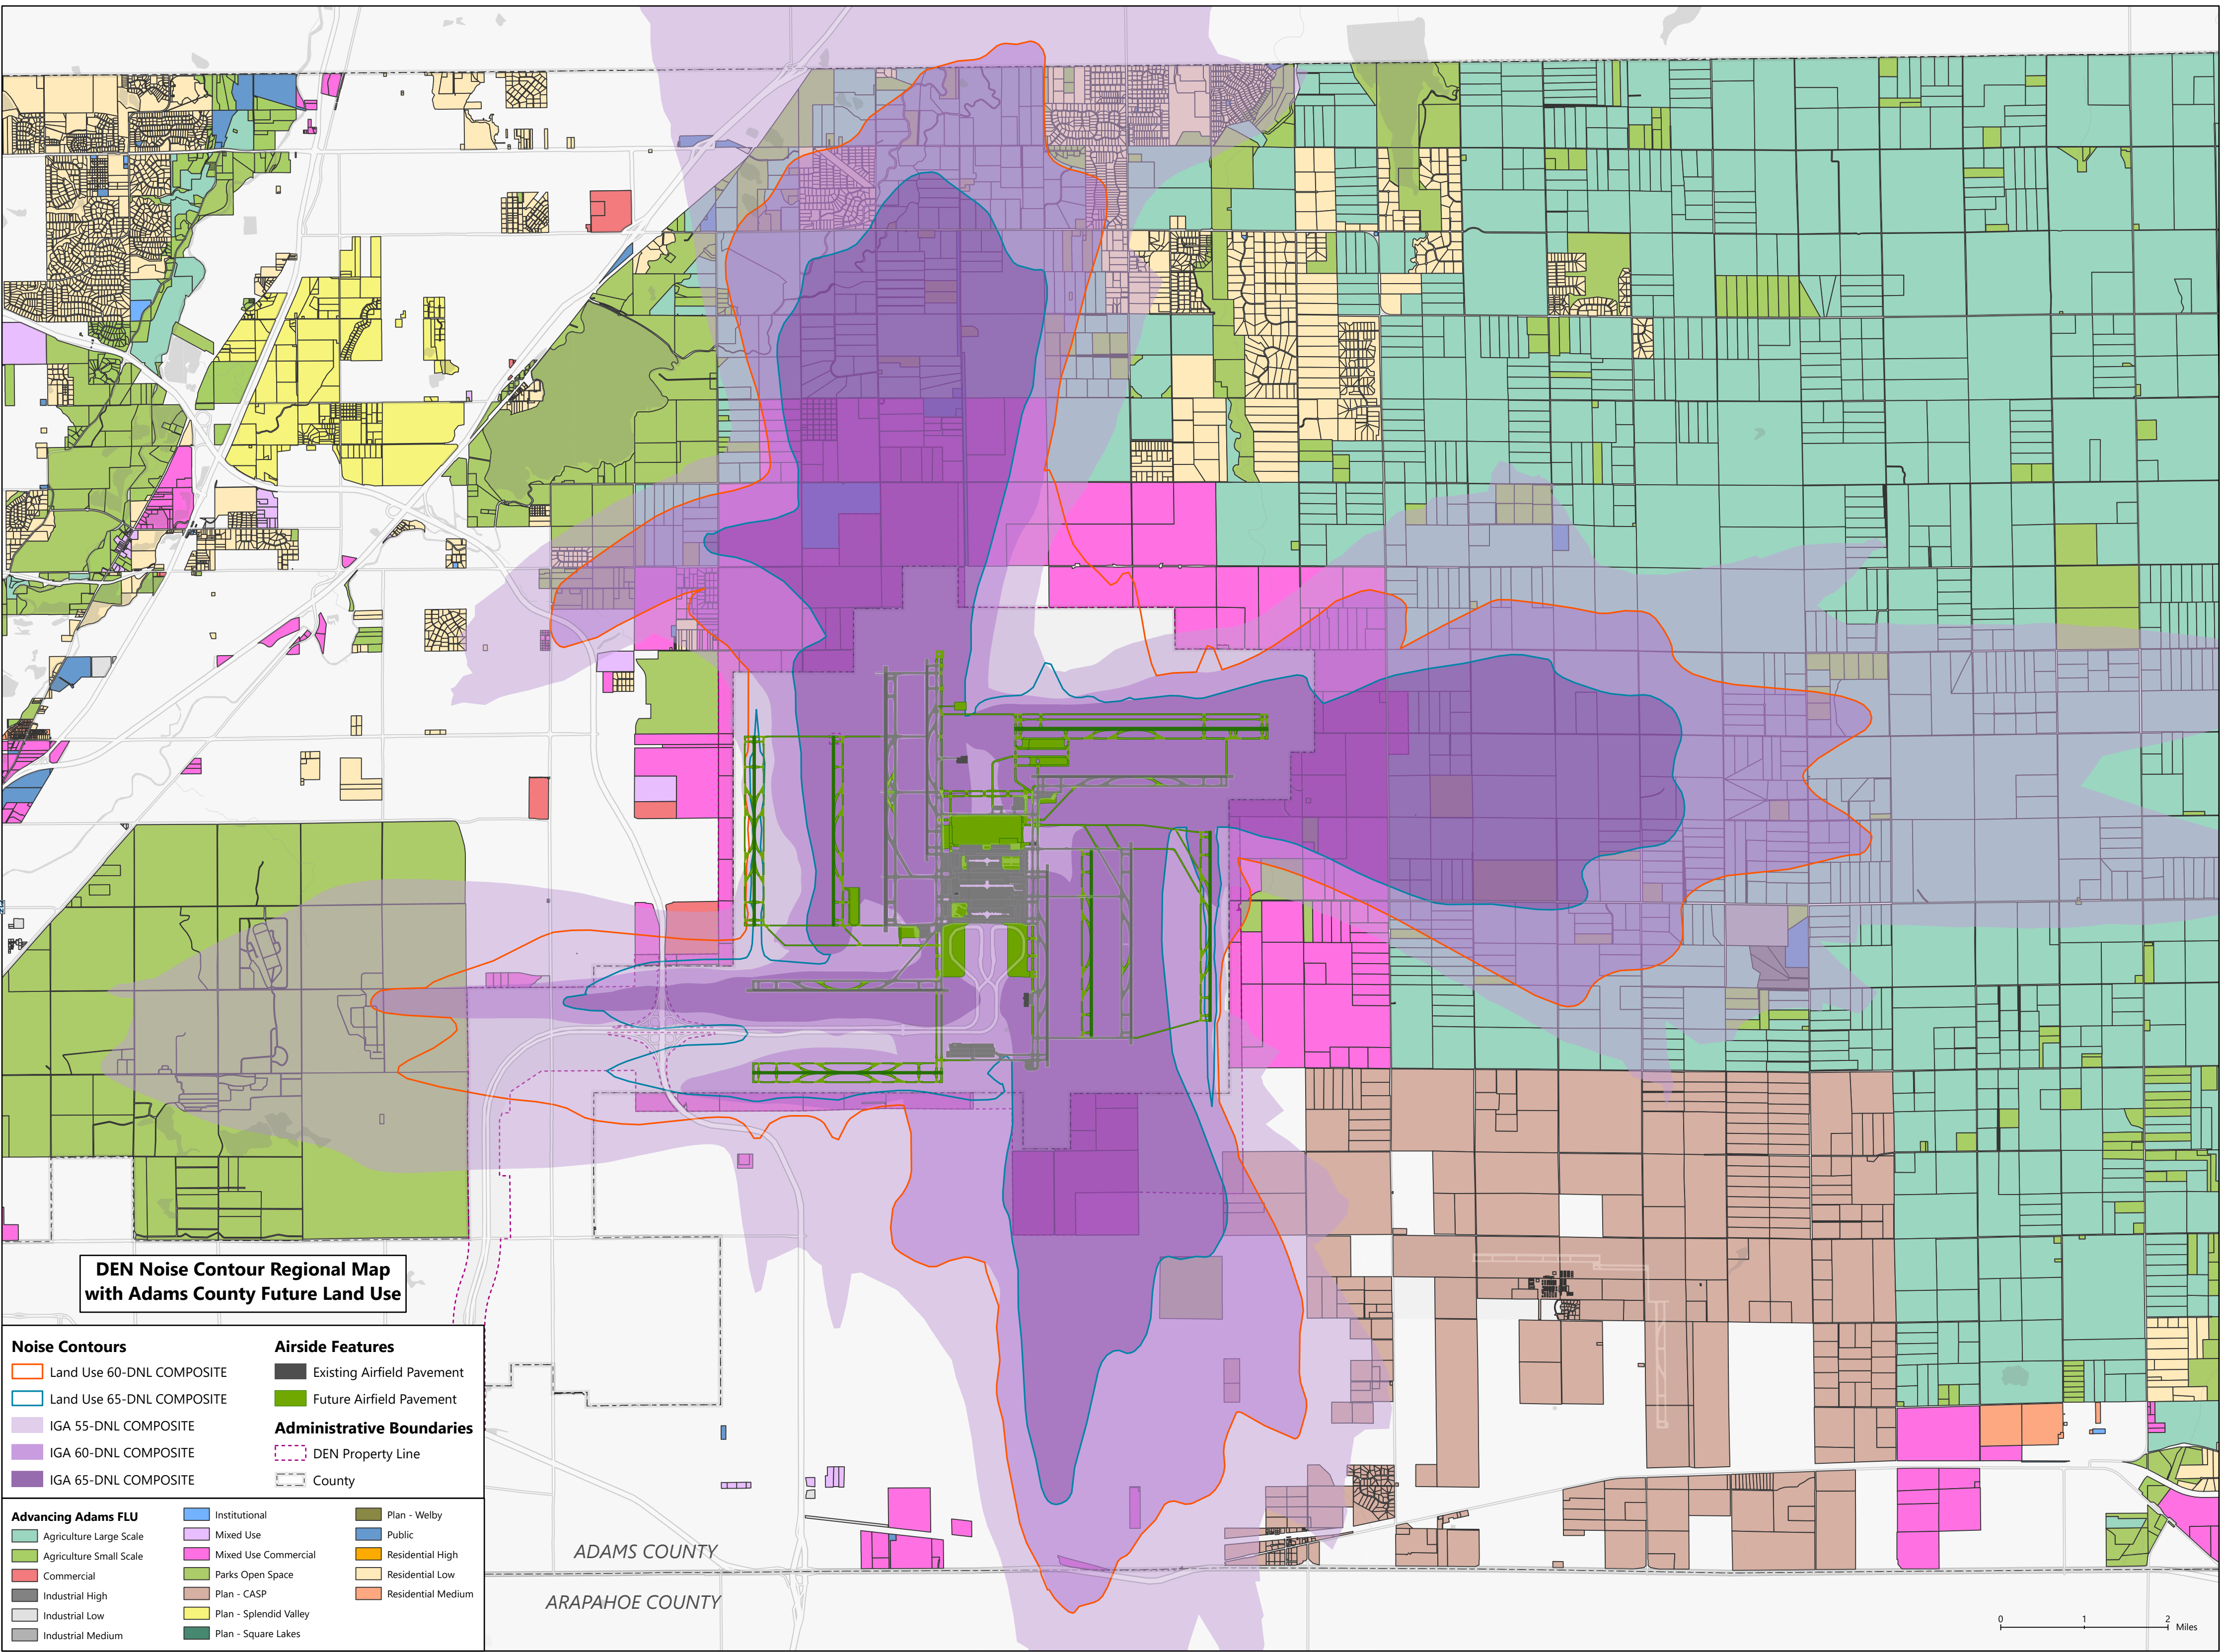 DEN Noise Contour Regional Map
with Adams County Future Land Use
Noise Contours
Land Use 60-DNL COMPOSITE
Land Use 65-DNL COMPOSITE
IGA 55-DNL COMPOSITE
IGA 60-DNL COMPOSITE
IGA 65-DNL COMPOSITE
Airside Features
Existing Airfield Pavement
Future Airfield Pavement
Administrative Boundaries
DEN Property Line
County
Advancing Adams FLU
Agriculture Large Scale
Agriculture Small Scale
Commercial
Industrial High
Industrial Low
Industrial Medium
Institutional
Mixed Use
Mixed Use Commercial
Parks Open Space
Plan - CASP
Plan - Splendid Valley
Plan - Square Lakes
Plan - Welby
Public
Residential High
Residential Low
Residential Medium
ADAMS COUNTY
ARAPAHOE COUNTY
0 1 2
Miles